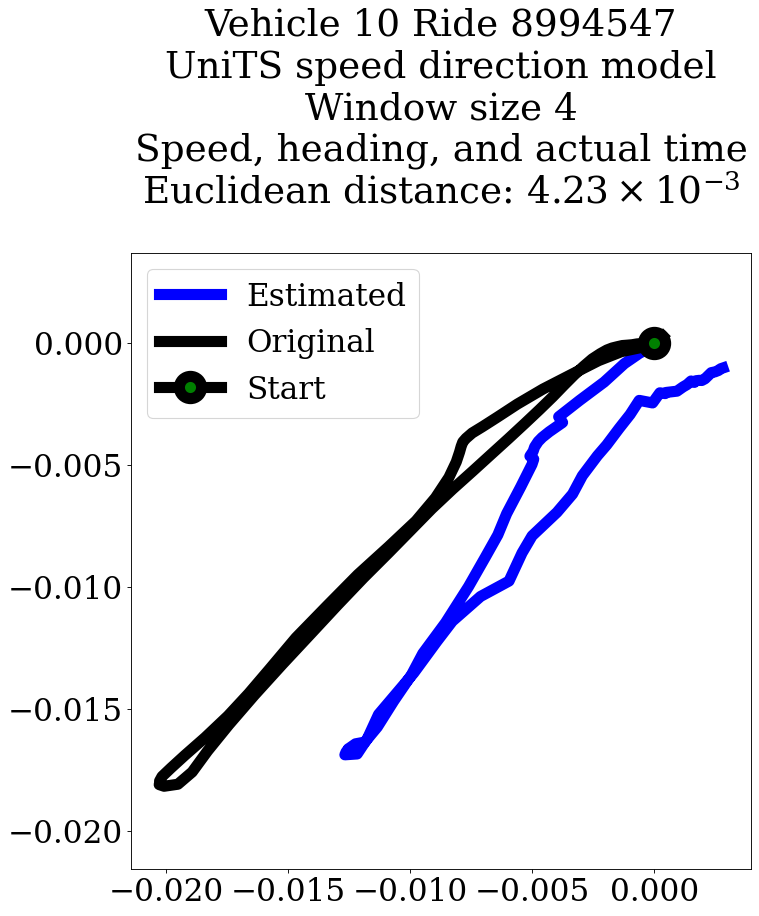 Vehicle 10 Ride 8994547
UniTS speed direction model
Window size 4
Speed, heading, and actual time
Euclidean distance: 4.23 × 10⁻³
Estimated
Original
Start
0.000
−0.005
−0.010
−0.015
−0.020
−0.020 −0.015 −0.010 −0.005 0.000